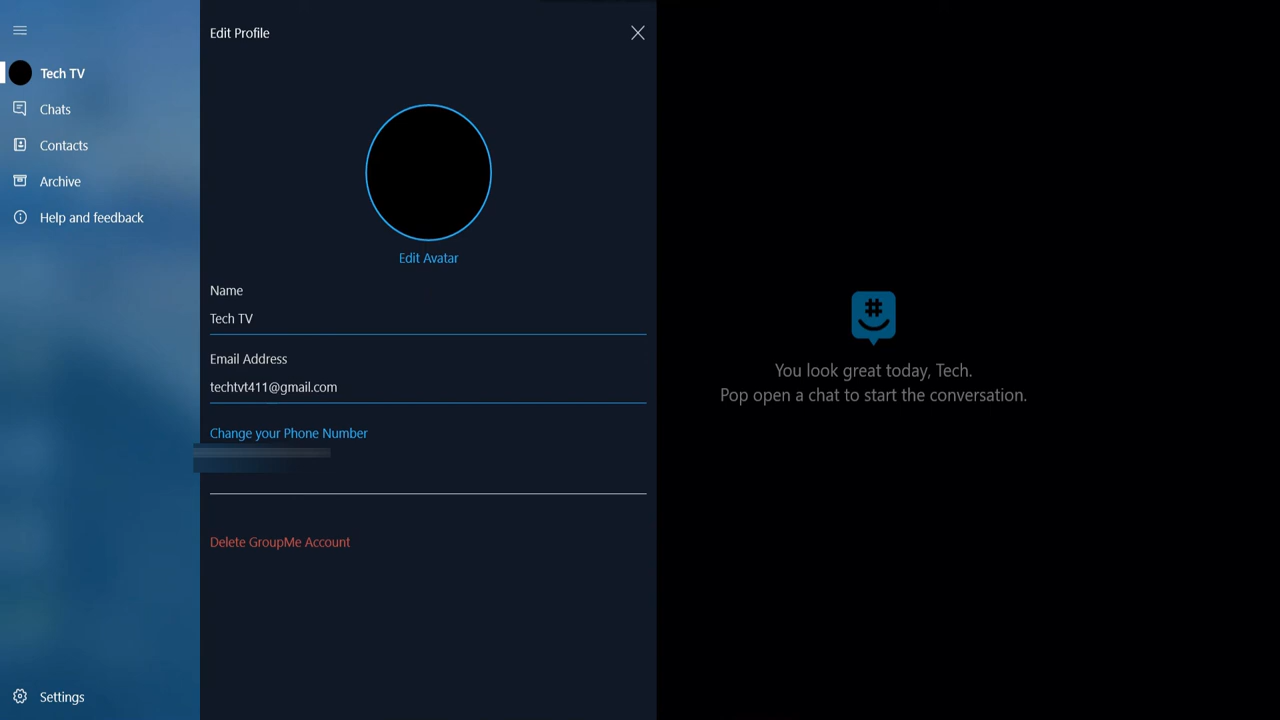 Tech TV
Chats
Contacts
Archive
Help and feedback
Settings
Edit Profile
Edit Avatar
Name
Tech TV
Email Address
techtvt411@gmail.com
Change your Phone Number
Delete GroupMe Account
#
You look great today, Tech.
Pop open a chat to start the conversation.